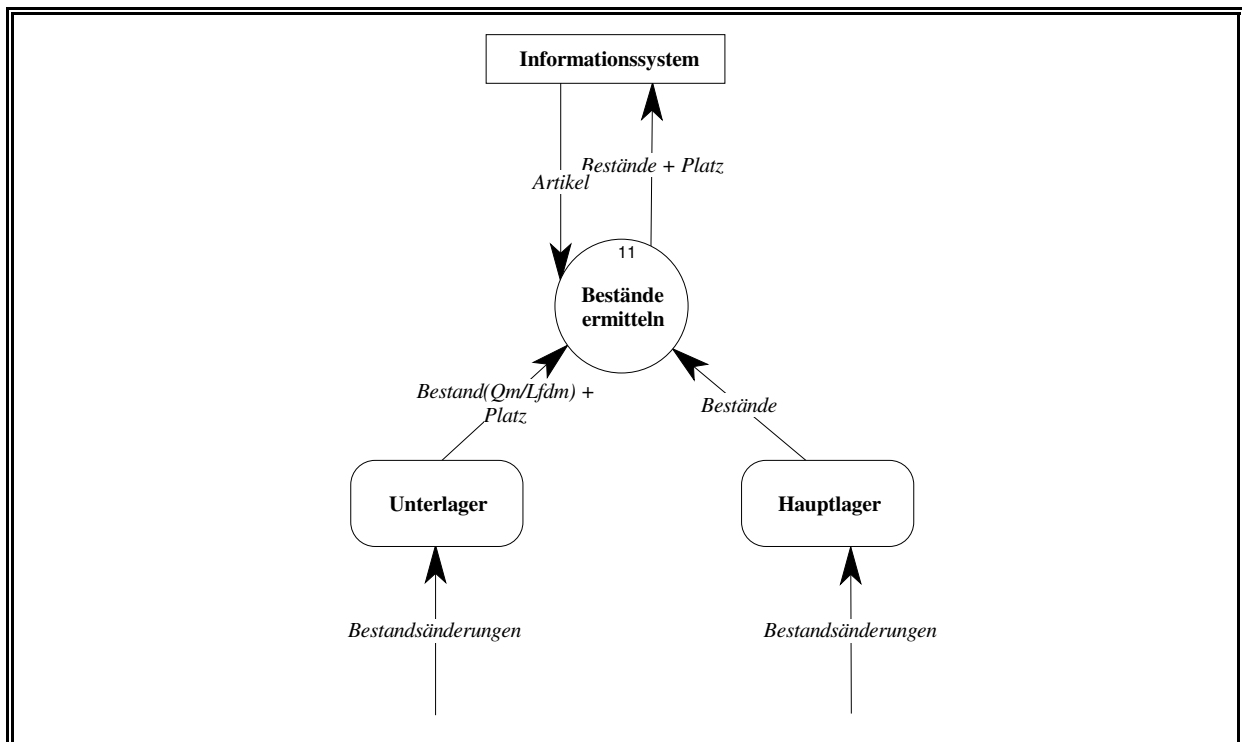 Informationssystem
Bestände + Platz
Artikel
11
Bestände
ermitteln
Bestand(Qm/Lfdm) +
Platz
Bestände
Unterlager
Hauptlager
Bestandsänderungen
Bestandsänderungen